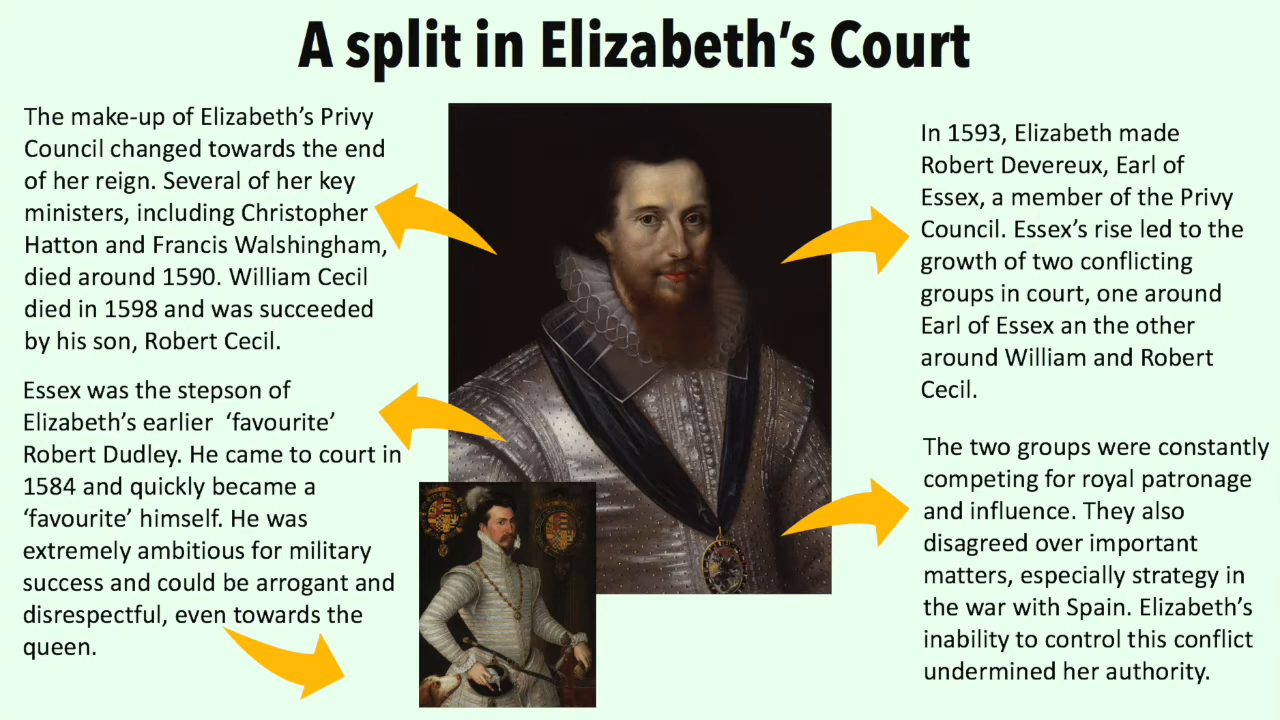 A split in Elizabeth's Court
The make-up of Elizabeth's Privy
Council changed towards the end
of her reign. Several of her key
ministers, including Christopher
Hatton and Francis Walshingham,
died around 1590. William Cecil
died in 1598 and was succeeded
by his son, Robert Cecil.
Essex was the stepson of
Elizabeth's earlier 'favourite'
Robert Dudley. He came to court in
1584 and quickly became a
'favourite' himself. He was
extremely ambitious for military
success and could be arrogant and
disrespectful, even towards the
queen.
In 1593, Elizabeth made
Robert Devereux, Earl of
Essex, a member of the Privy
Council. Essex's rise led to the
growth of two conflicting
groups in court, one around
Earl of Essex an the other
around William and Robert
Cecil.
The two groups were constantly
competing for royal patronage
and influence. They also
disagreed over important
matters, especially strategy in
the war with Spain. Elizabeth's
inability to control this conflict
undermined her authority.